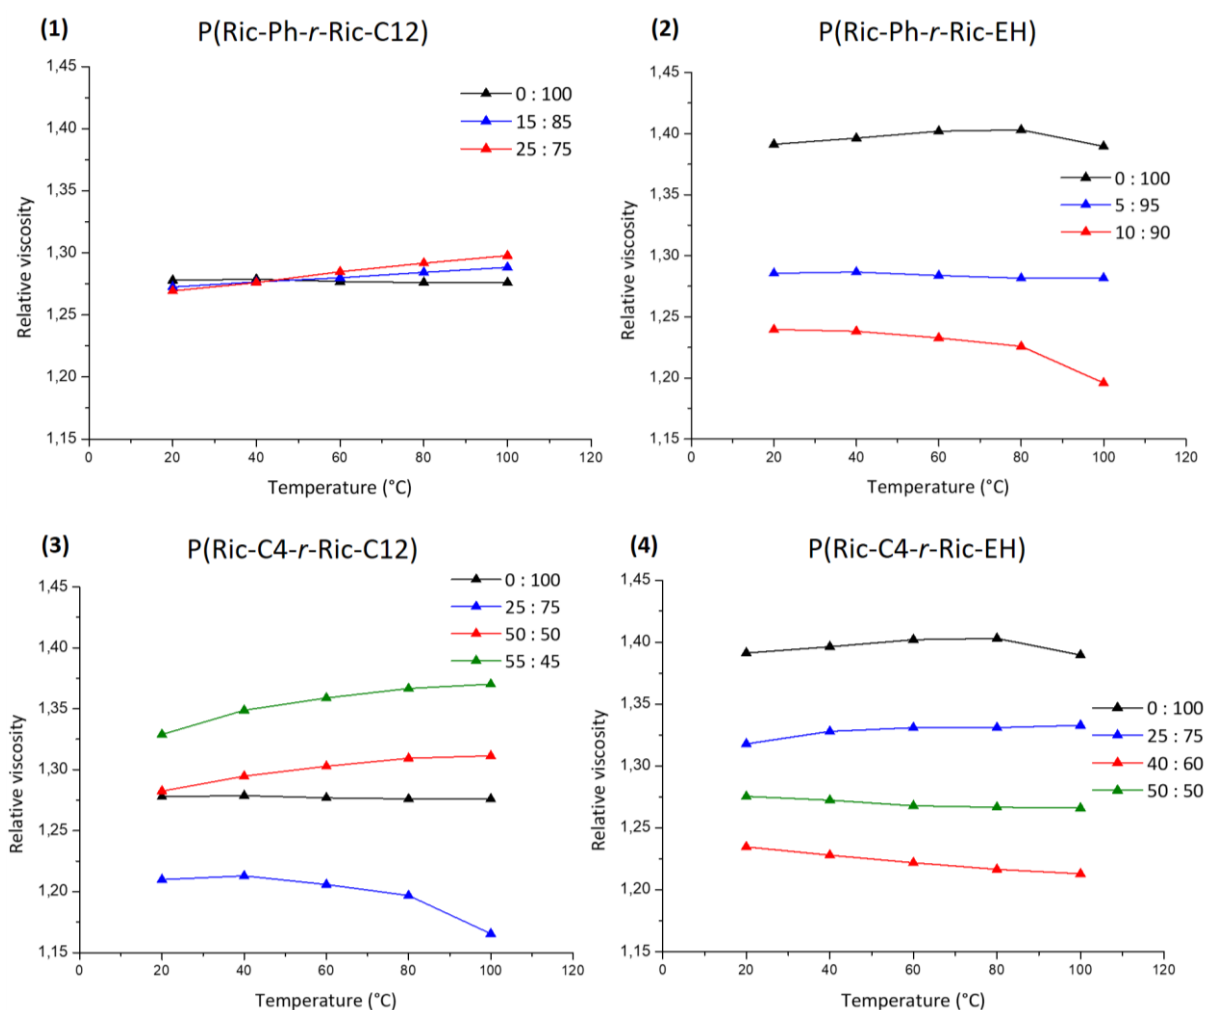 (1)
P(Ric-Ph-r-Ric-C12)
1,45
1,40
1,35
1,30
1,25
1,20
1,15
Relative viscosity
0 : 100
15 : 85
25 : 75
0
20
40
60
80
100
120
Temperature (°C)
(2)
P(Ric-Ph-r-Ric-EH)
1,45
1,40
1,35
1,30
1,25
1,20
1,15
Relative viscosity
0 : 100
5 : 95
10 : 90
0
20
40
60
80
100
120
Temperature (°C)
(3)
P(Ric-C4-r-Ric-C12)
1,45
1,40
1,35
1,30
1,25
1,20
1,15
Relative viscosity
0 : 100
25 : 75
50 : 50
55 : 45
0
20
40
60
80
100
120
Temperature (°C)
(4)
P(Ric-C4-r-Ric-EH)
1,45
1,40
1,35
1,30
1,25
1,20
1,15
Relative viscosity
0 : 100
25 : 75
40 : 60
50 : 50
0
20
40
60
80
100
120
Temperature (°C)